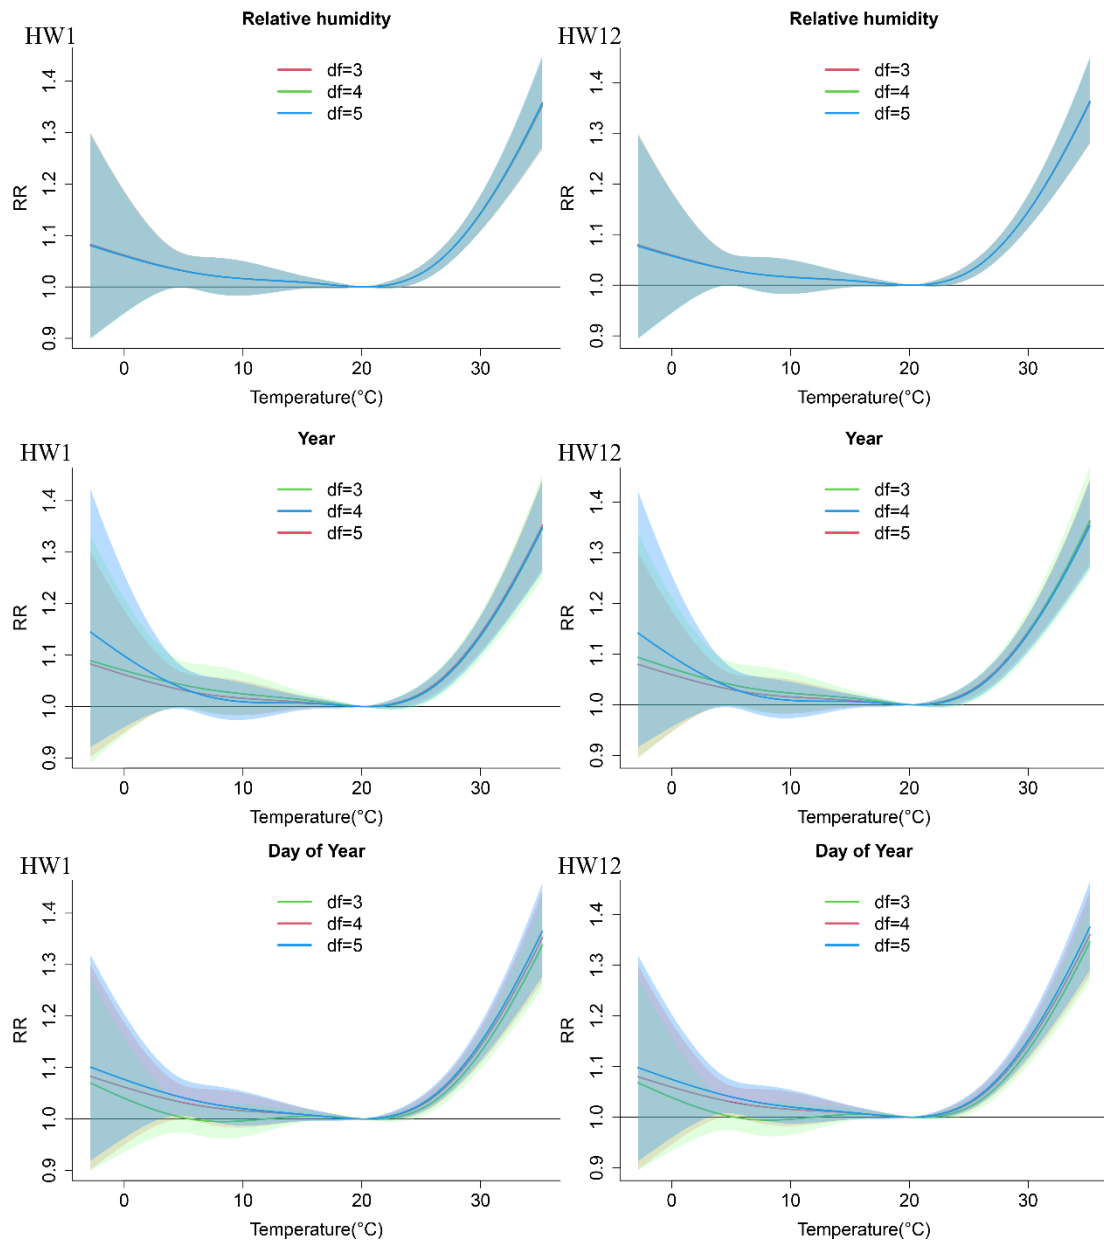 Relative humidity
HW1
df=3
df=4
df=5
RR
0.9 1.0 1.1 1.2 1.3 1.4
0 10 20 30
Temperature(°C)
Relative humidity
HW12
df=3
df=4
df=5
RR
0.9 1.0 1.1 1.2 1.3 1.4
0 10 20 30
Temperature(°C)
Year
HW1
df=3
df=4
df=5
RR
0.9 1.0 1.1 1.2 1.3 1.4
0 10 20 30
Temperature(°C)
Year
HW12
df=3
df=4
df=5
RR
0.9 1.0 1.1 1.2 1.3 1.4
0 10 20 30
Temperature(°C)
Day of Year
HW1
df=3
df=4
df=5
RR
0.9 1.0 1.1 1.2 1.3 1.4
0 10 20 30
Temperature(°C)
Day of Year
HW12
df=3
df=4
df=5
RR
0.9 1.0 1.1 1.2 1.3 1.4
0 10 20 30
Temperature(°C)